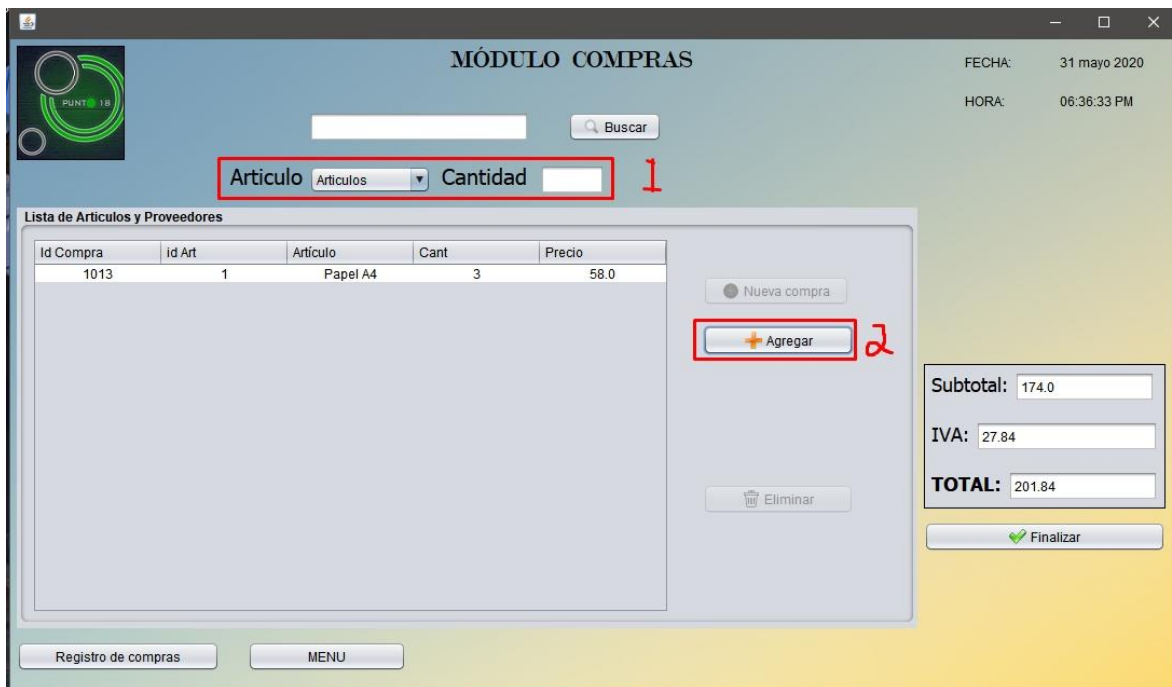 MÓDULO COMPRAS
FECHA: 31 mayo 2020
HORA: 06:36:33 PM
PUNTO 18
Buscar
Articulo Articulos Cantidad 1
Lista de Articulos y Proveedores
Id Compra id Art Artículo Cant Precio
1013 1 Papel A4 3 58.0
Nueva compra
Agregar 2
Subtotal: 174.0
IVA: 27.84
TOTAL: 201.84
Eliminar
Finalizar
Registro de compras MENU